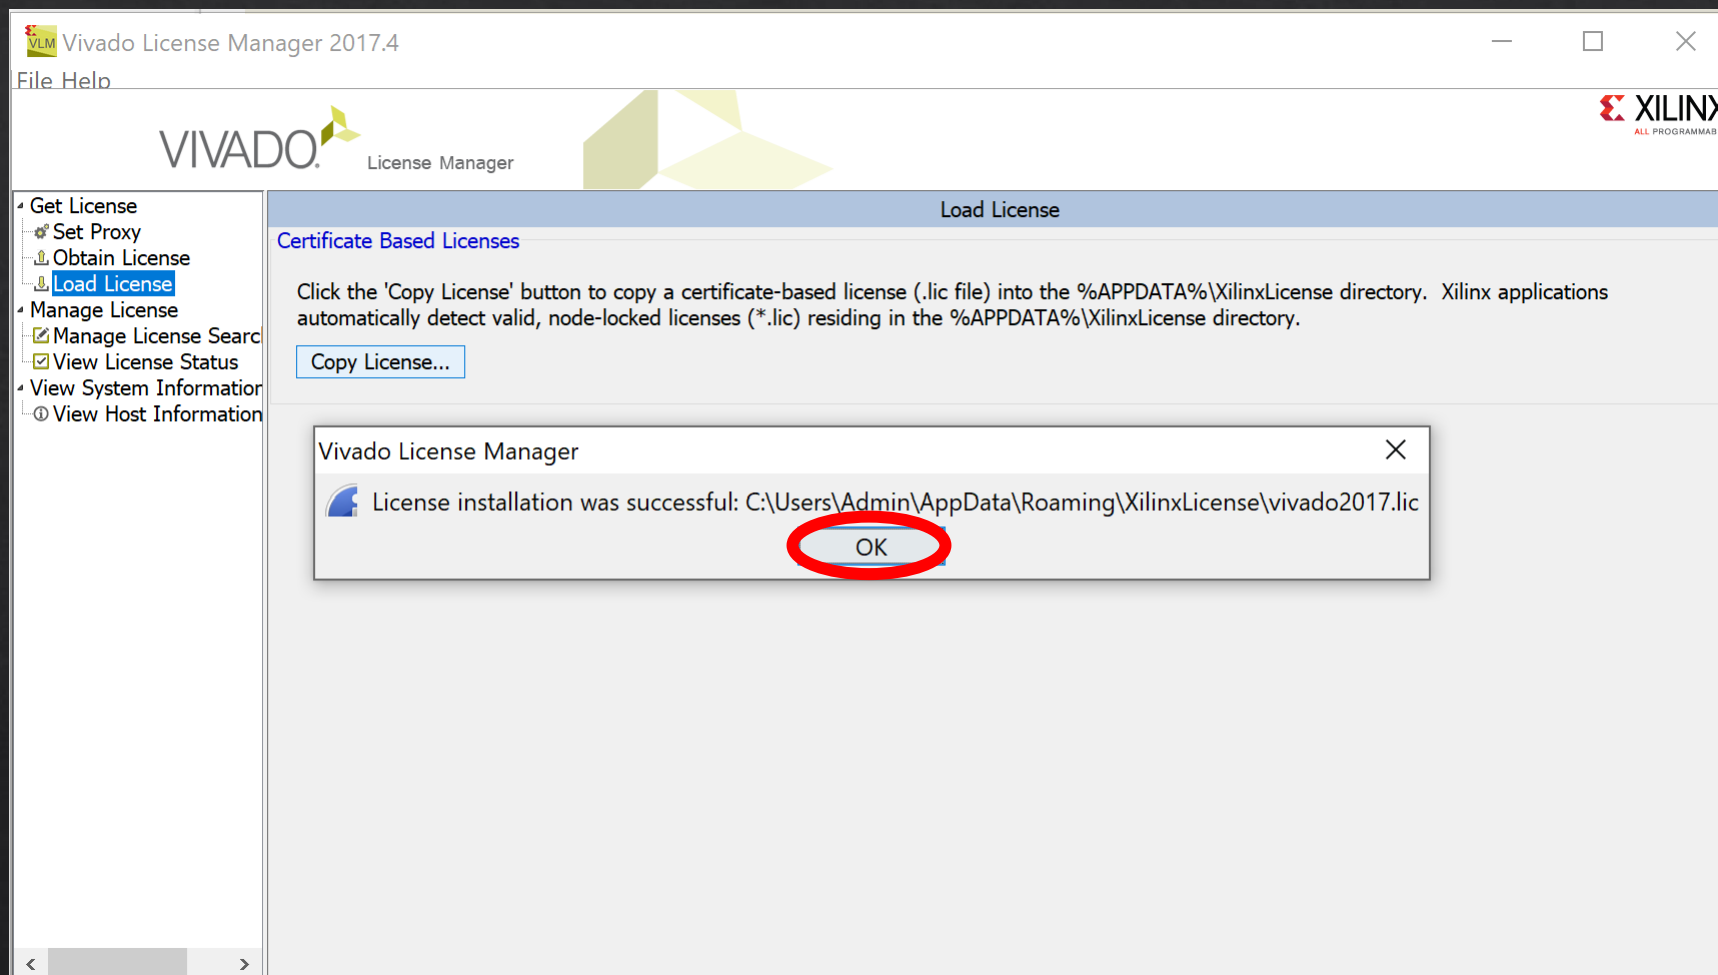 VLM Vivado License Manager 2017.4
File Help
VIVADO. License Manager
XILINX
ALL PROGRAMMAB
Get License
Set Proxy
Obtain License
Load License
Manage License
Manage License Searc
View License Status
View System Information
View Host Information
Load License
Certificate Based Licenses
Click the 'Copy License' button to copy a certificate-based license (.lic file) into the %APPDATA%\XilinxLicense directory.  Xilinx applications
automatically detect valid, node-locked licenses (*.lic) residing in the %APPDATA%\XilinxLicense directory.
Copy License...
Vivado License Manager
License installation was successful: C:\Users\Admin\AppData\Roaming\XilinxLicense\vivado2017.lic
OK